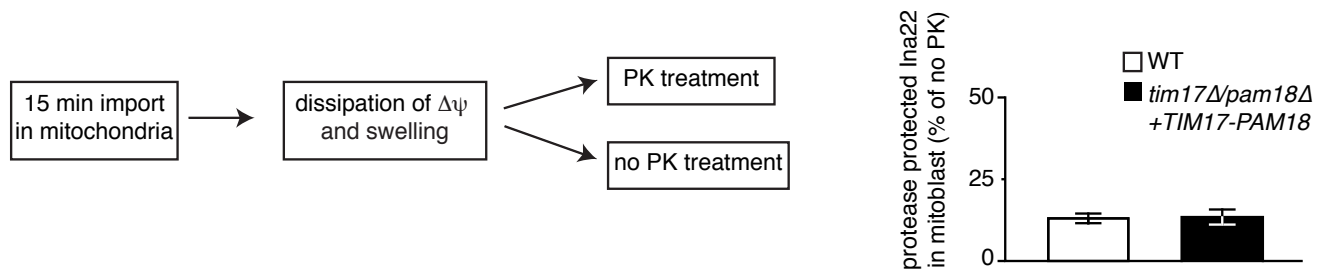 15 min import
in mitochondria
dissipation of Δψ
and swelling
PK treatment
no PK treatment
protease protected Ina22
in mitoblast (% of no PK)
50
25
0
WT
tim17Δ/pam18Δ
+TIM17-PAM18